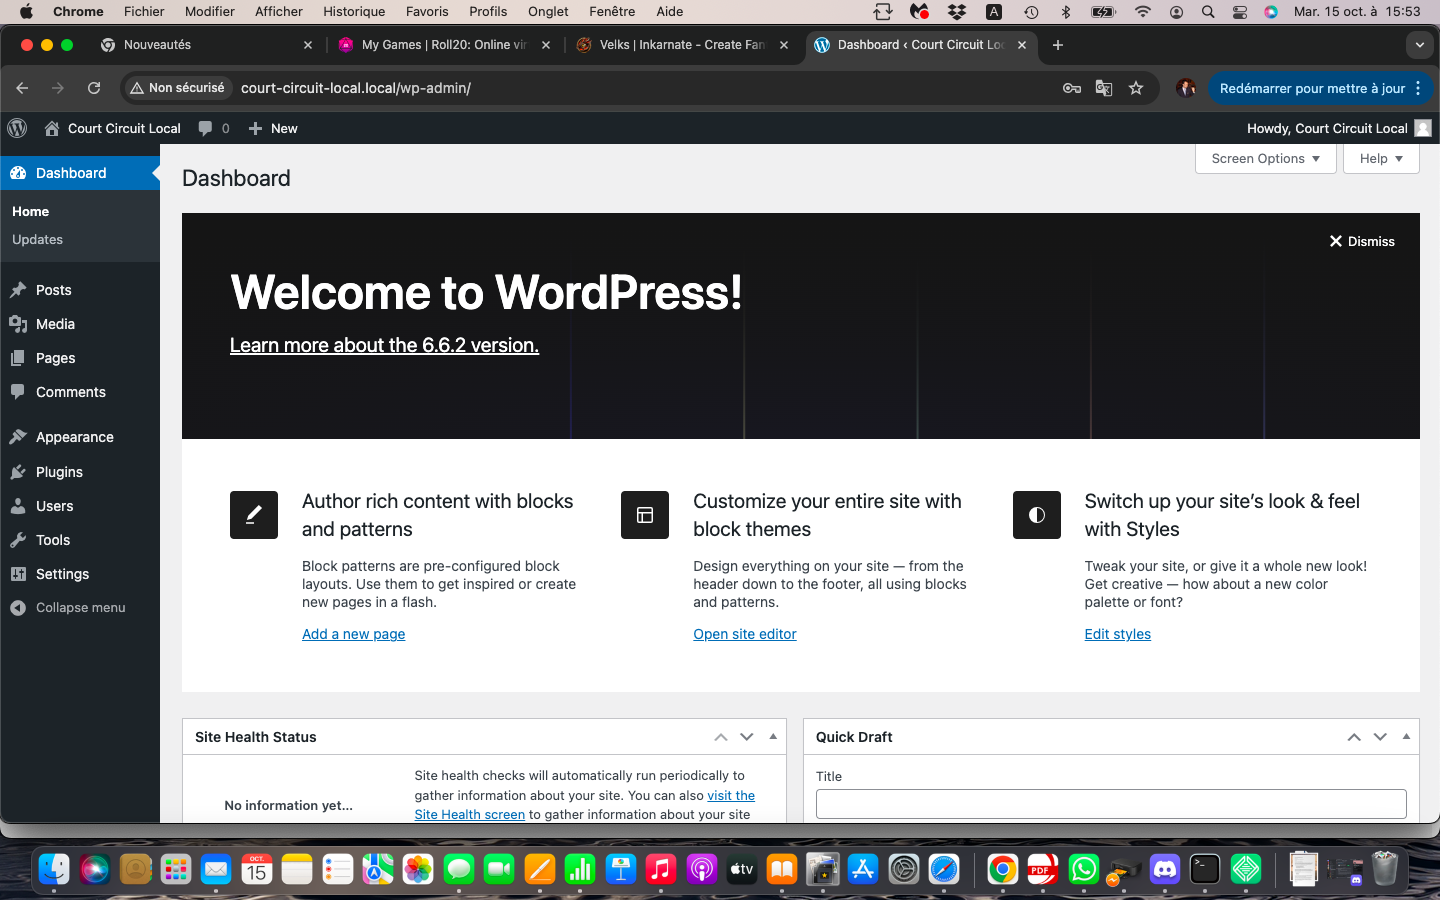 Chrome Fichier Modifier Afficher Historique Favoris Profils Onglet Fenêtre Aide A Mar. 15 oct. à 15:53
Nouveautés My Games | Roll20: Online vir Velks | Inkarnate - Create Fan Dashboard ‹ Court Circuit Loc
Non sécurisé court-circuit-local.local/wp-admin/ Redémarrer pour mettre à jour
Court Circuit Local 0 New Howdy, Court Circuit Local
Dashboard
Home
Updates
Posts
Media
Pages
Comments
Appearance
Plugins
Users
Tools
Settings
Collapse menu
Screen Options Help
Dashboard
Dismiss
Welcome to WordPress!
Learn more about the 6.6.2 version.
Author rich content with blocks
and patterns
Block patterns are pre-configured block
layouts. Use them to get inspired or create
new pages in a flash.
Add a new page
Customize your entire site with
block themes
Design everything on your site — from the
header down to the footer, all using blocks
and patterns.
Open site editor
Switch up your site’s look & feel
with Styles
Tweak your site, or give it a whole new look!
Get creative — how about a new color
palette or font?
Edit styles
Site Health Status
No information yet...
Site health checks will automatically run periodically to
gather information about your site. You can also visit the
Site Health screen to gather information about your site
Quick Draft
Title
OCT.
15
tv
PDF